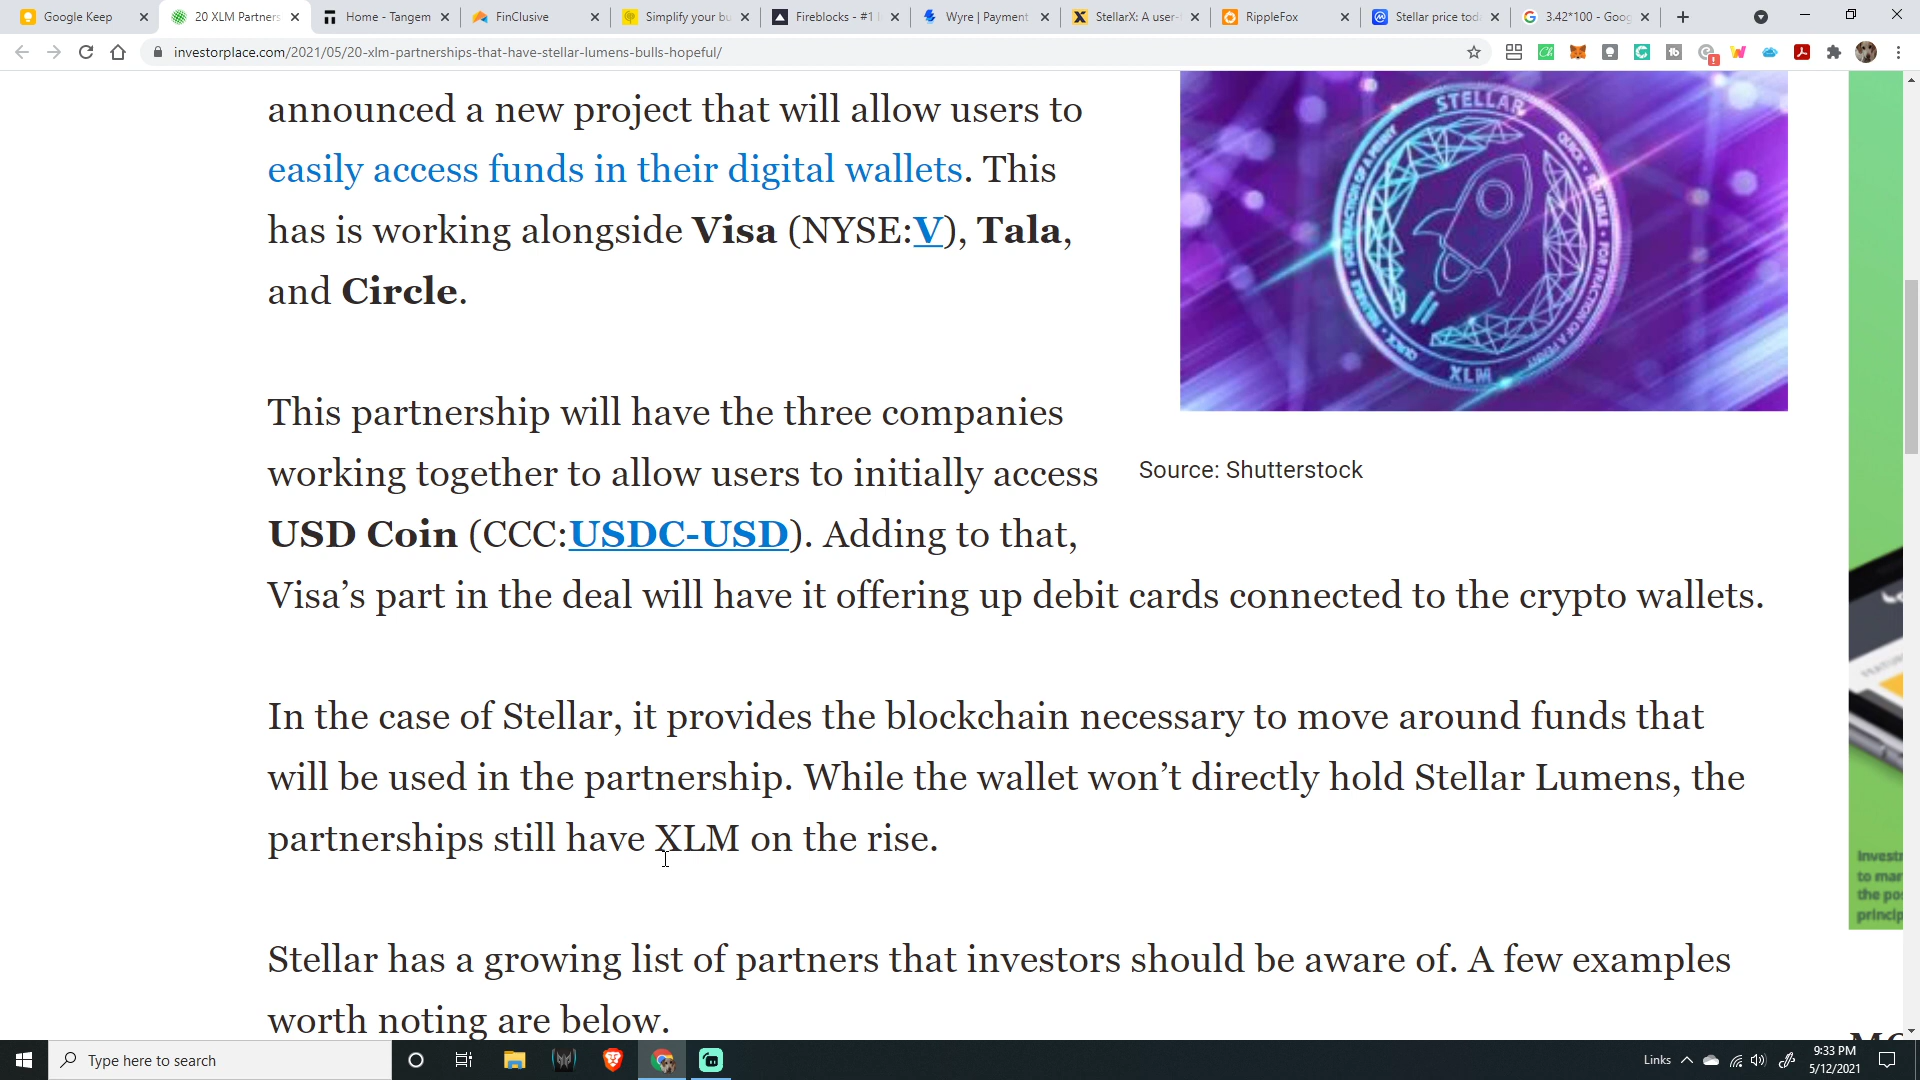 Google Keep
20 XLM Partners
Home - Tangem
FinClusive
Simplify your bu
Fireblocks - #1
Wyre | Payment
StellarX: A user-
RippleFox
Stellar price tod
3.42*100 - Goog
investorplace.com/2021/05/20-xlm-partnerships-that-have-stellar-lumens-bulls-hopeful/
announced a new project that will allow users to
easily access funds in their digital wallets. This
has is working alongside Visa (NYSE:V), Tala,
and Circle.
STELLAR
QUICK • RELIABLE • FOR FRACTION OF A PENNY
XLM
This partnership will have the three companies
working together to allow users to initially access
Source: Shutterstock
USD Coin (CCC:USDC-USD). Adding to that,
Visa’s part in the deal will have it offering up debit cards connected to the crypto wallets.
In the case of Stellar, it provides the blockchain necessary to move around funds that
will be used in the partnership. While the wallet won’t directly hold Stellar Lumens, the
partnerships still have XLM on the rise.
Stellar has a growing list of partners that investors should be aware of. A few examples
worth noting are below.
Type here to search
Links
9:33 PM
5/12/2021